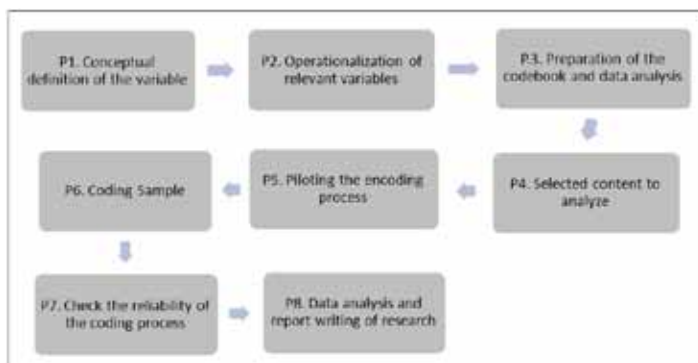 P1. Conceptual
definition of the variable
P2. Operationalization of
relevant variables
P.3. Preparation of the
codebook and data analysis
P4. Selected content to
analyze
P5. Piloting the encoding
process
P6. Coding Sample
P7. Check the reliability of
the coding process
P8. Data analysis and
report writing of research